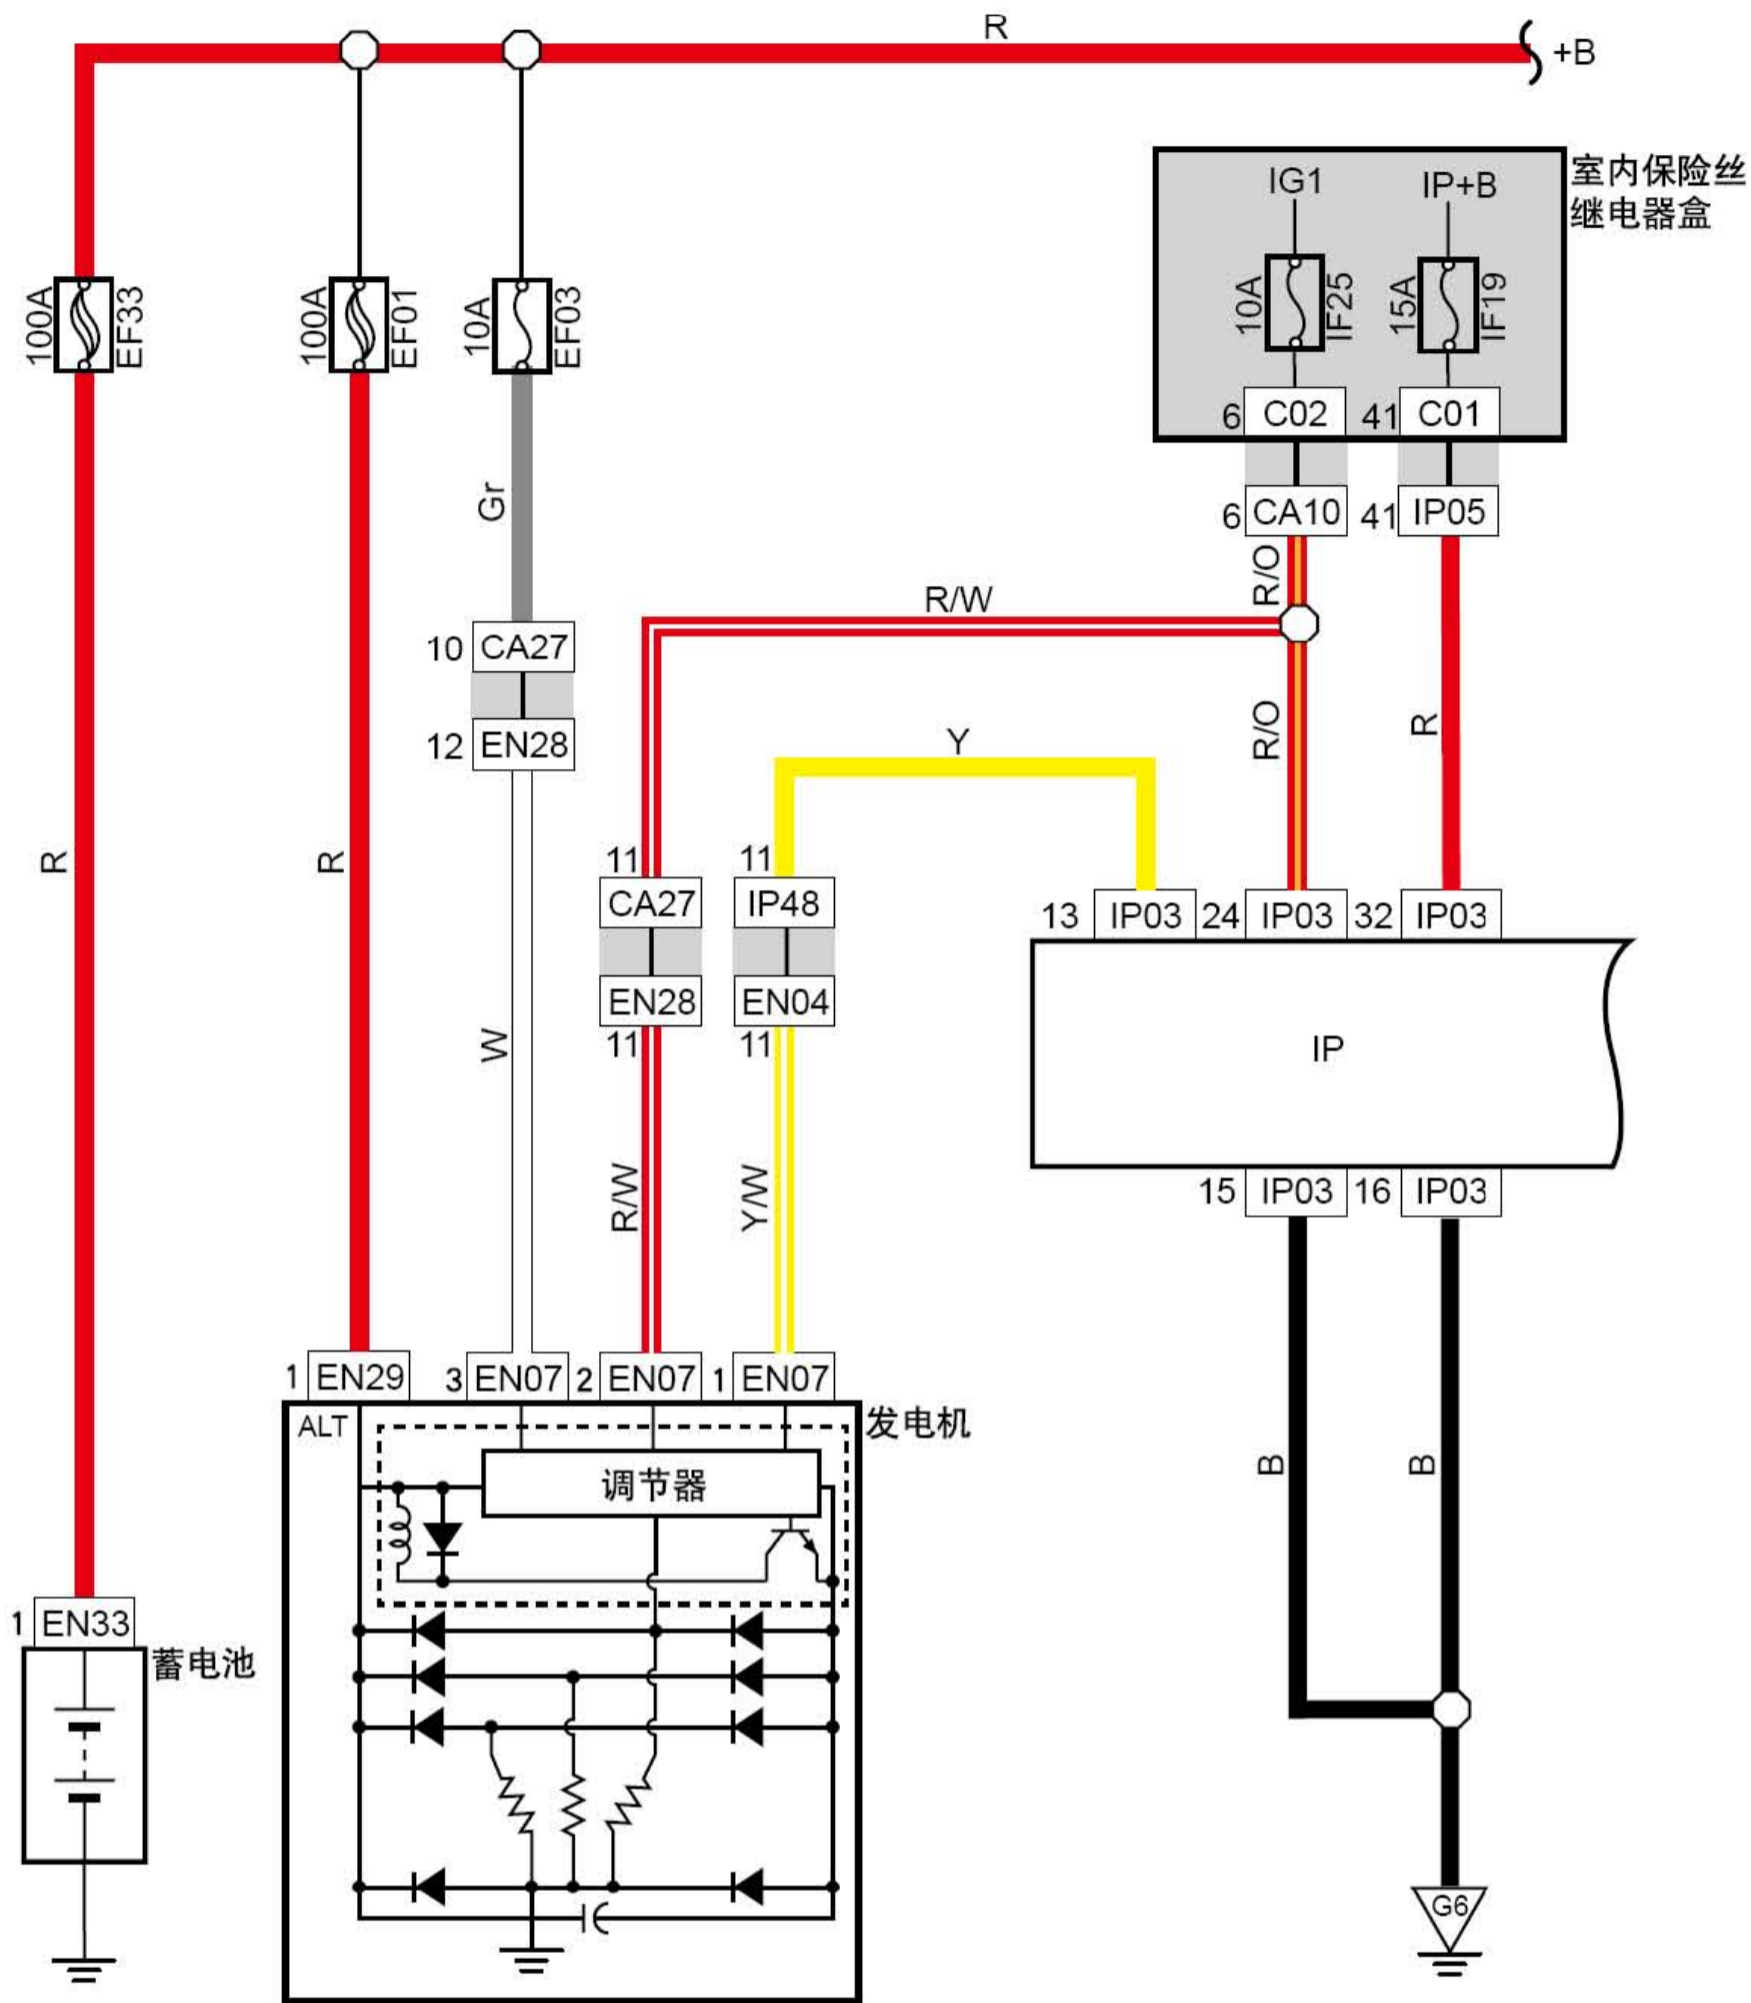 R
+B
室内保险丝
继电器盒
IG1
IP+B
100A
EF33
100A
EF01
10A
EF03
10A
IF25
15A
IF19
6
C02
41
C01
6
CA10
41
IP05
Gr
R/O
R/W
10
CA27
12
EN28
R/O
R
Y
R
R
11
CA27
11
IP48
13
IP03
24
IP03
32
IP03
EN28
11
EN04
11
W
IP
R/W
Y/W
15
IP03
16
IP03
1
EN29
3
EN07
2
EN07
1
EN07
ALT
发电机
调节器
B
B
1
EN33
蓄电池
G6